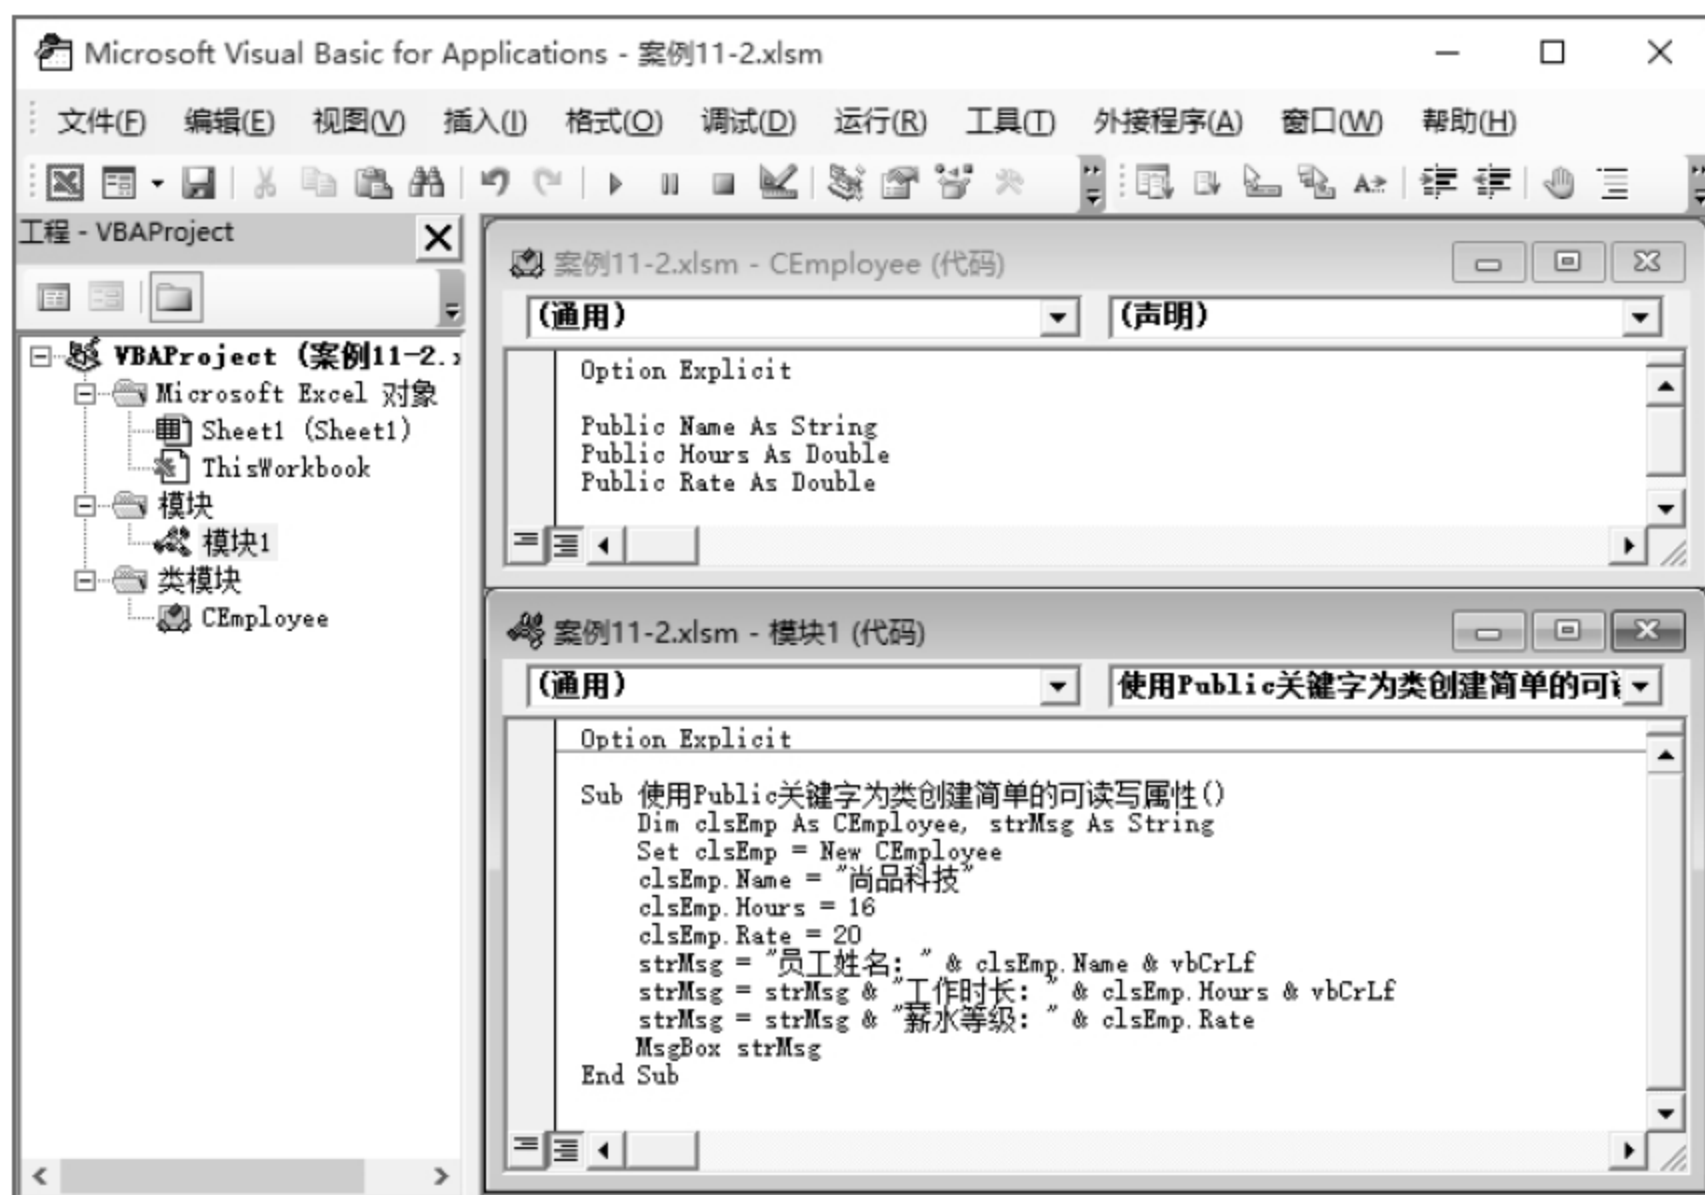 Microsoft Visual Basic for Applications - 案例11-2.xlsm
文件(F) 编辑(E) 视图(V) 插入(I) 格式(O) 调试(D) 运行(R) 工具(T) 外接程序(A) 窗口(W) 帮助(H)
工程 - VBAProject
VBAProject (案例11-2.x
Microsoft Excel 对象
Sheet1 (Sheet1)
ThisWorkbook
模块
模块1
类模块
CEmployee
案例11-2.xlsm - CEmployee (代码)
(通用) (声明)
Option Explicit
Public Name As String
Public Hours As Double
Public Rate As Double
案例11-2.xlsm - 模块1 (代码)
(通用) 使用Public关键字为类创建简单的可读
Option Explicit
Sub 使用Public关键字为类创建简单的可读写属性()
Dim clsEmp As CEmployee, strMsg As String
Set clsEmp = New CEmployee
clsEmp.Name = "尚品科技"
clsEmp.Hours = 16
clsEmp.Rate = 20
strMsg = "员工姓名：" & clsEmp.Name & vbCrLf
strMsg = strMsg & "工作时长：" & clsEmp.Hours & vbCrLf
strMsg = strMsg & "薪水等级：" & clsEmp.Rate
MsgBox strMsg
End Sub